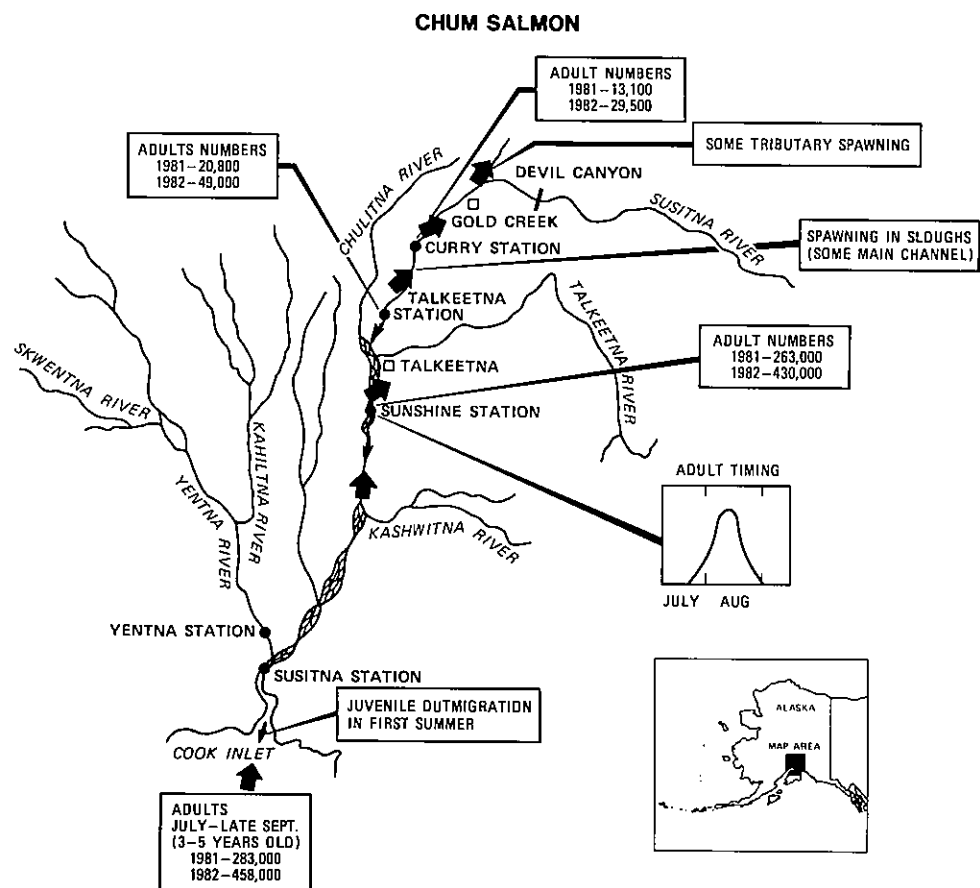 CHUM SALMON
ADULT NUMBERS
1981–13,100
1982–29,500
ADULTS NUMBERS
1981–20,800
1982–49,000
SOME TRIBUTARY SPAWNING
DEVIL CANYON
CHULITNA RIVER
GOLD CREEK
SUSITNA RIVER
CURRY STATION
SPAWNING IN SLOUGHS
(SOME MAIN CHANNEL)
TALKEETNA
STATION
TALKEETNA RIVER
ADULT NUMBERS
1981–263,000
1982–430,000
TALKEETNA
SKWENTNA RIVER
SUNSHINE STATION
KAHILTNA RIVER
ADULT TIMING
YENTNA RIVER
KASHWITNA RIVER
JULY AUG
YENTNA STATION
SUSITNA STATION
JUVENILE OUTMIGRATION
IN FIRST SUMMER
ALASKA
MAP AREA
COOK INLET
ADULTS
JULY–LATE SEPT.
(3–5 YEARS OLD)
1981–283,000
1982–458,000